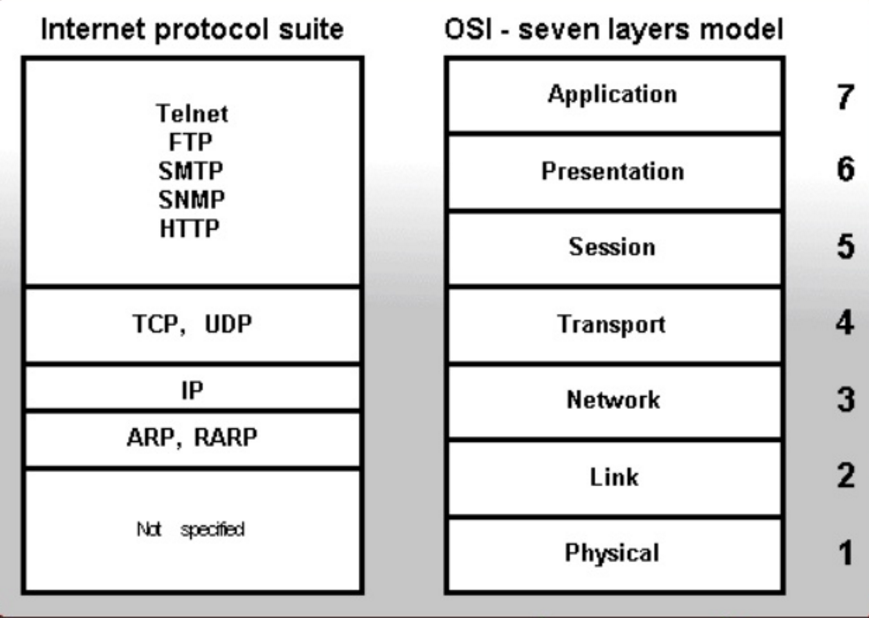 Internet protocol suite
Telnet
FTP
SMTP
SNMP
HTTP
TCP, UDP
IP
ARP, RARP
Not specified
OSI - seven layers model
Application 7
Presentation 6
Session 5
Transport 4
Network 3
Link 2
Physical 1